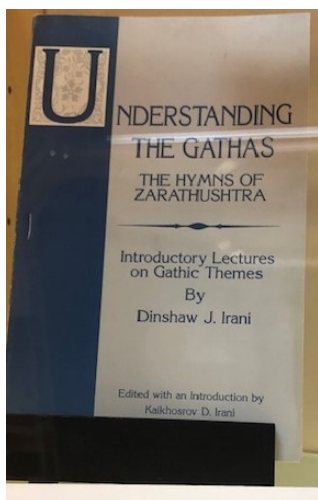 UNDERSTANDING
THE GATHAS
THE HYMNS OF
ZARATHUSHTRA
Introductory Lectures
on Gathic Themes
By
Dinshaw J. Irani
Edited with an Introduction by
Kaikhosrov D. Irani